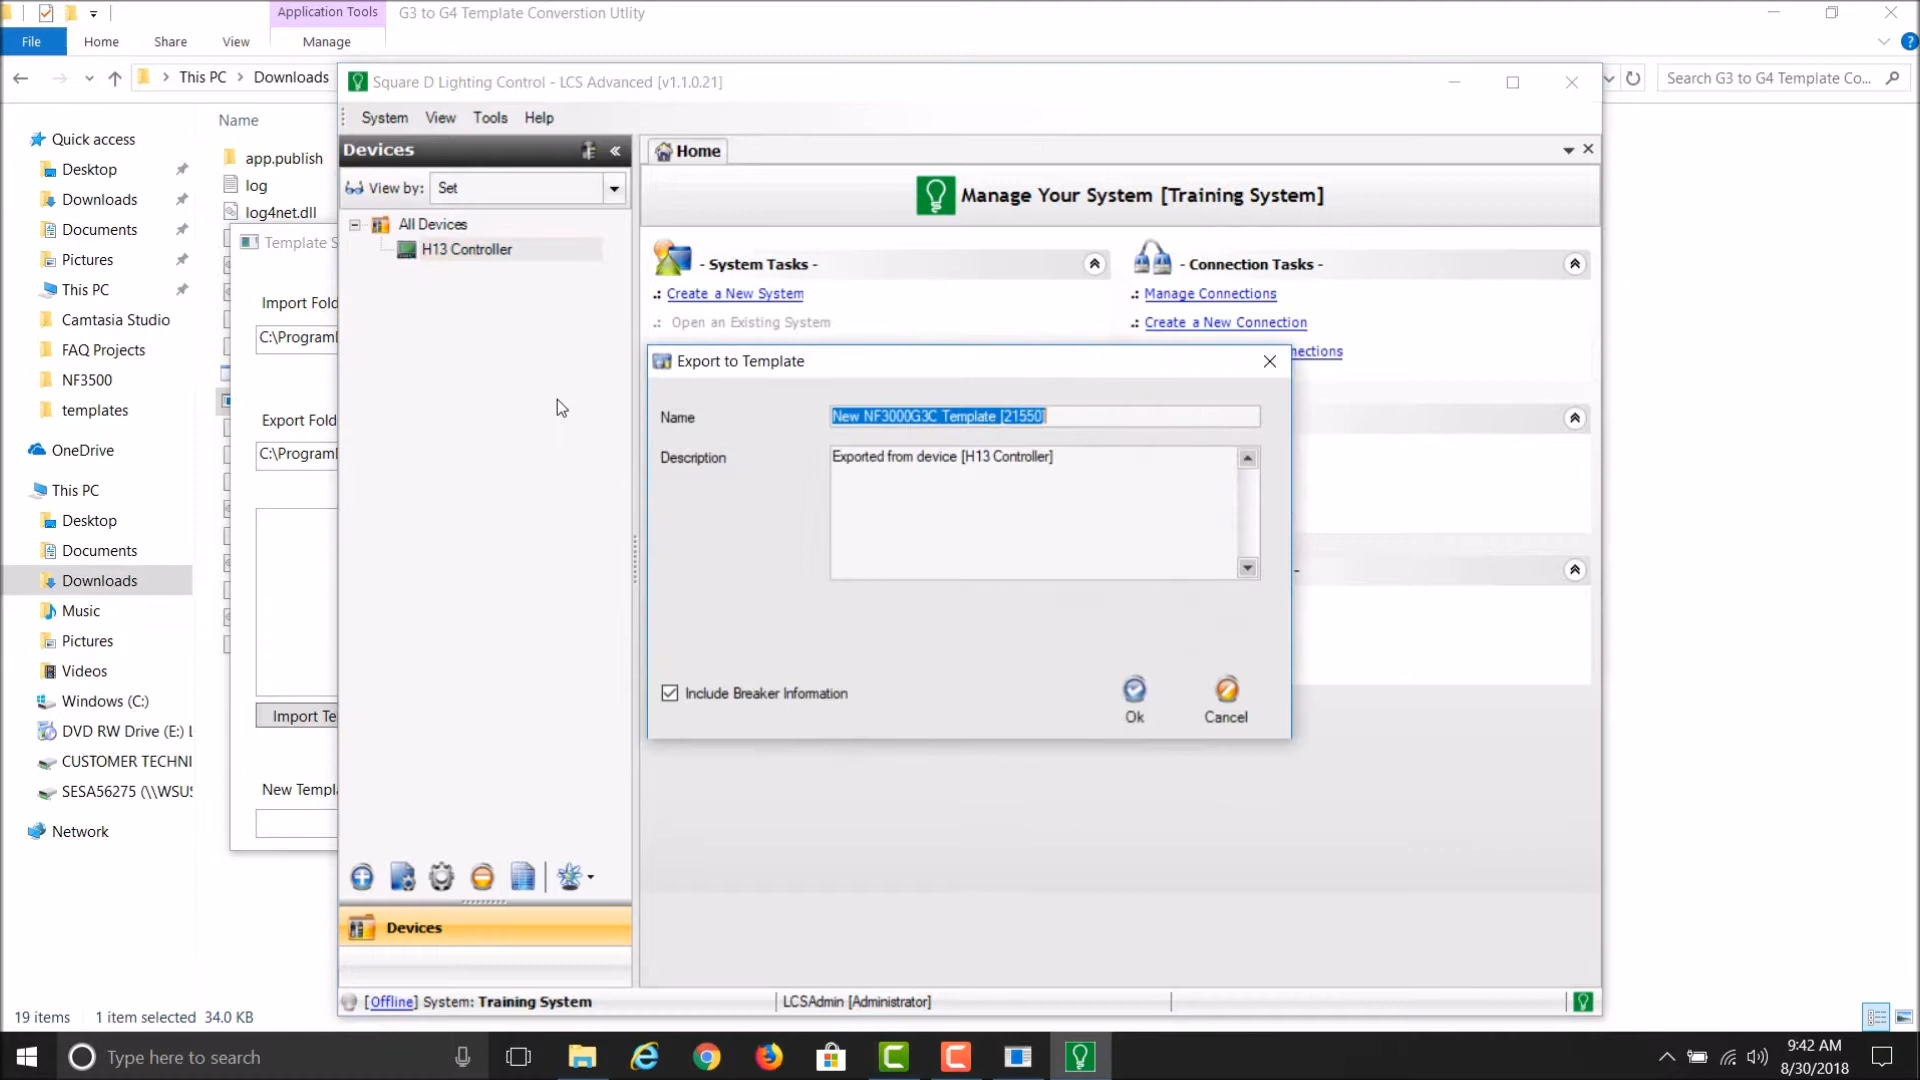 Application Tools
G3 to G4 Template Converstion Utlity
File
Home
Share
View
Manage
This PC
Downloads
Search G3 to G4 Template Co...
Quick access
Desktop
Downloads
Documents
Pictures
This PC
Camtasia Studio
FAQ Projects
NF3500
templates
OneDrive
This PC
Desktop
Documents
Downloads
Music
Pictures
Videos
Windows (C:)
DVD RW Drive (E:) L
CUSTOMER TECHNI
SESA56275 (\\WSUS
Network
Name
app.publish
log
log4net.dll
Template S
Import Fold
C:\Program
Export Fold
C:\Program
Import Te
New Templa
Square D Lighting Control - LCS Advanced [v1.1.0.21]
System
View
Tools
Help
Devices
View by:
Set
All Devices
H13 Controller
Devices
Home
Manage Your System [Training System]
- System Tasks -
Create a New System
Open an Existing System
- Connection Tasks -
Manage Connections
Create a New Connection
nections
-
Export to Template
Name
New NF3000G3C Template [21550]
Description
Exported from device [H13 Controller]
Include Breaker Information
Ok
Cancel
[Offline] System: Training System
LCSAdmin [Administrator]
19 items
1 item selected 34.0 KB
Type here to search
9:42 AM
8/30/2018